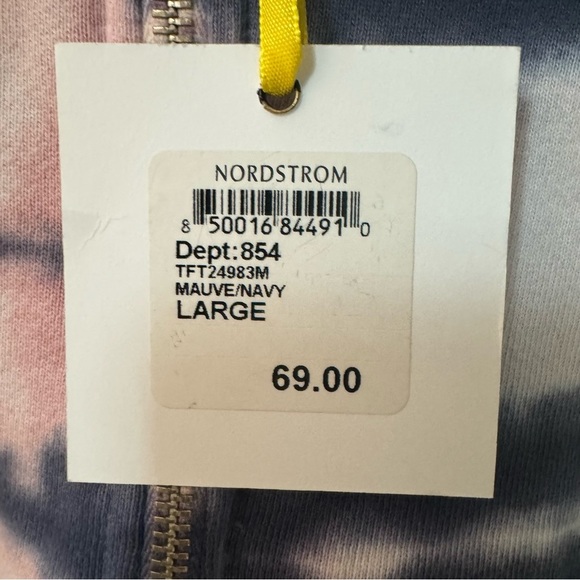 NORDSTROM
8 50016 84491 0
Dept:854
TFT24983M
MAUVE/NAVY
LARGE
69.00